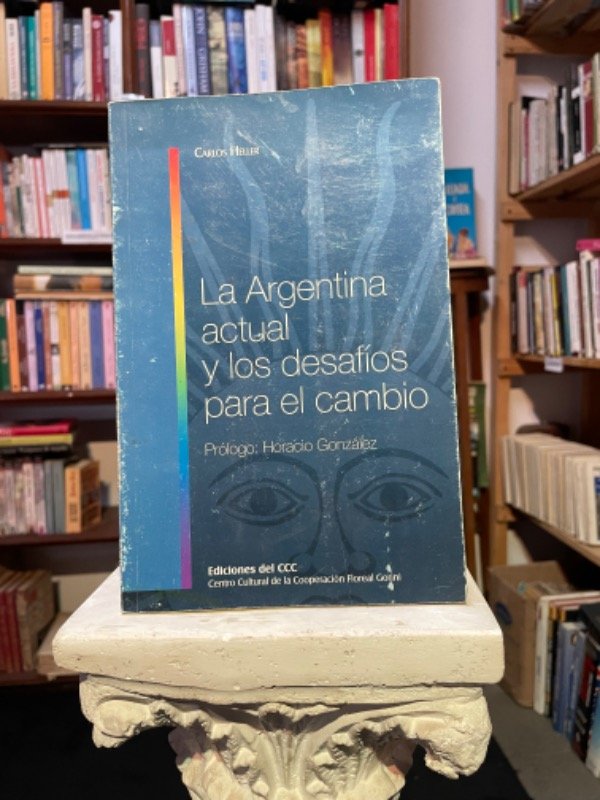 Carlos Heller
La Argentina
actual
y los desafíos
para el cambio
Prólogo: Horacio González
Ediciones del CCC
Centro Cultural de la Cooperación Floreal Gorini